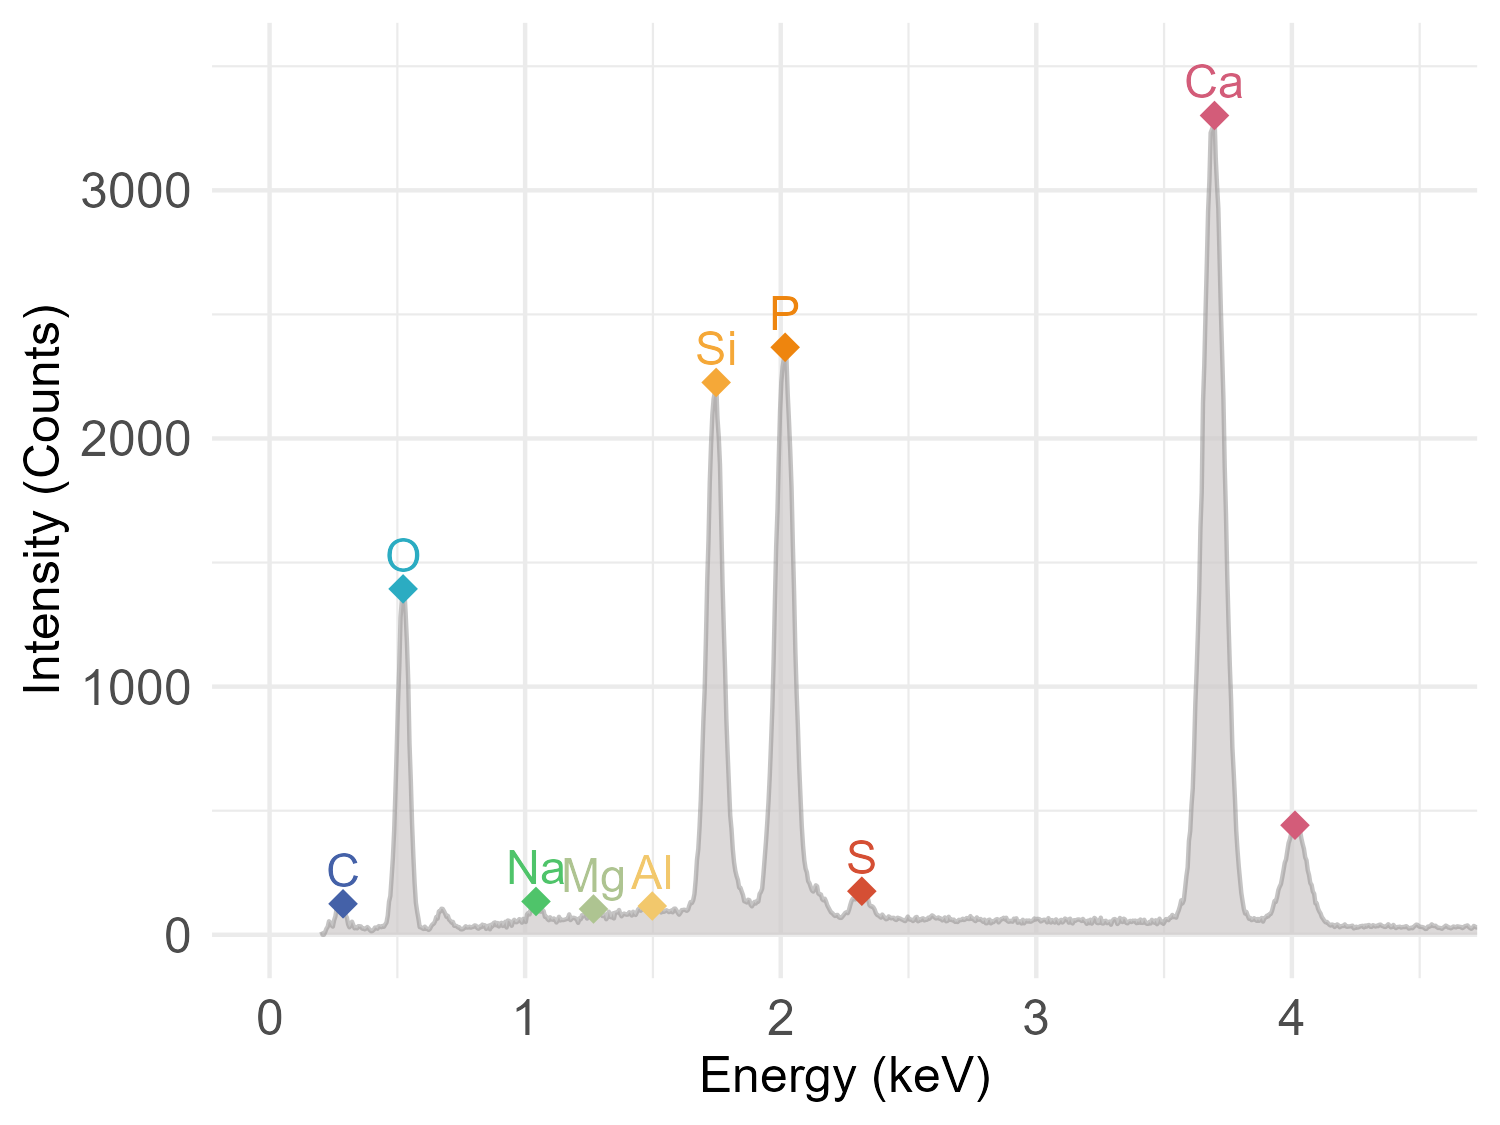 Ca
3000
P
Si
2000
O
1000
C
Na
Mg
Al
S
0
0 1 2 3 4
Energy (keV)
Intensity (Counts)